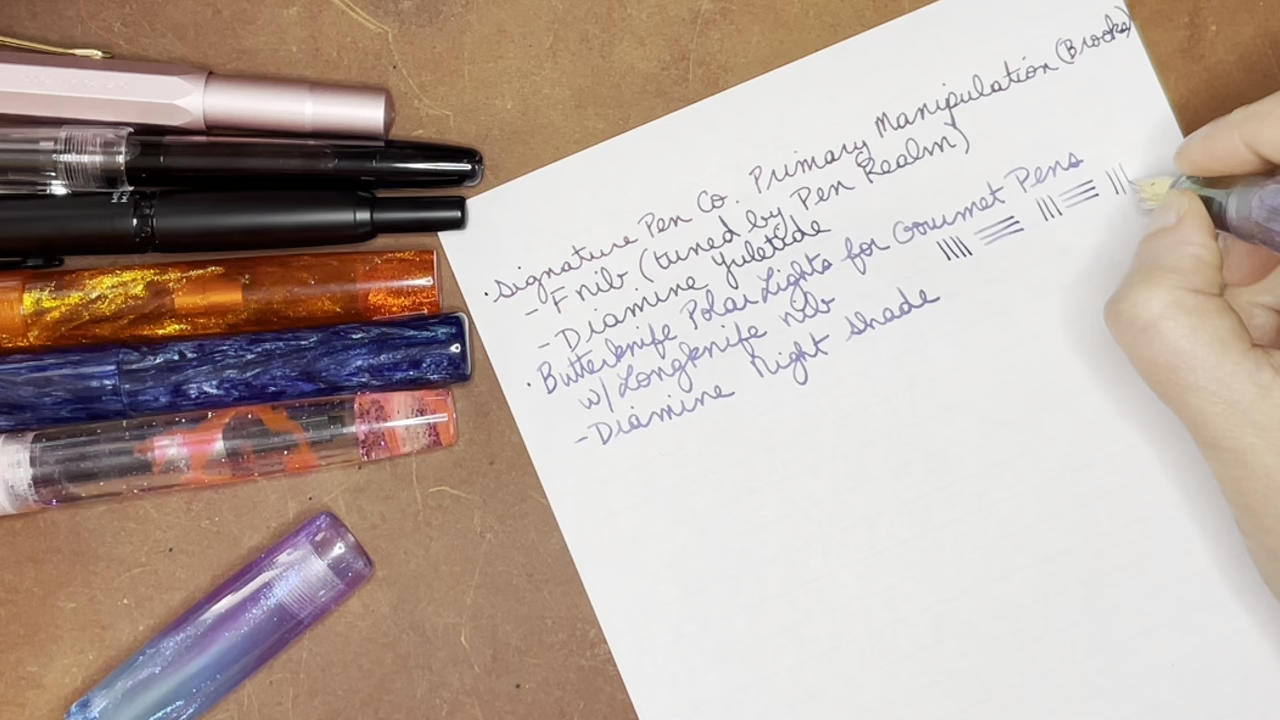 · Signature Pen Co. Primary Manipulation (Brooks)
- F nib (tuned by Pen Realm)
- Diamine Yuletide
· Butterknife Polar Lights for Gourmet Pens
w/ Longknife nib
- Diamine Night Shade